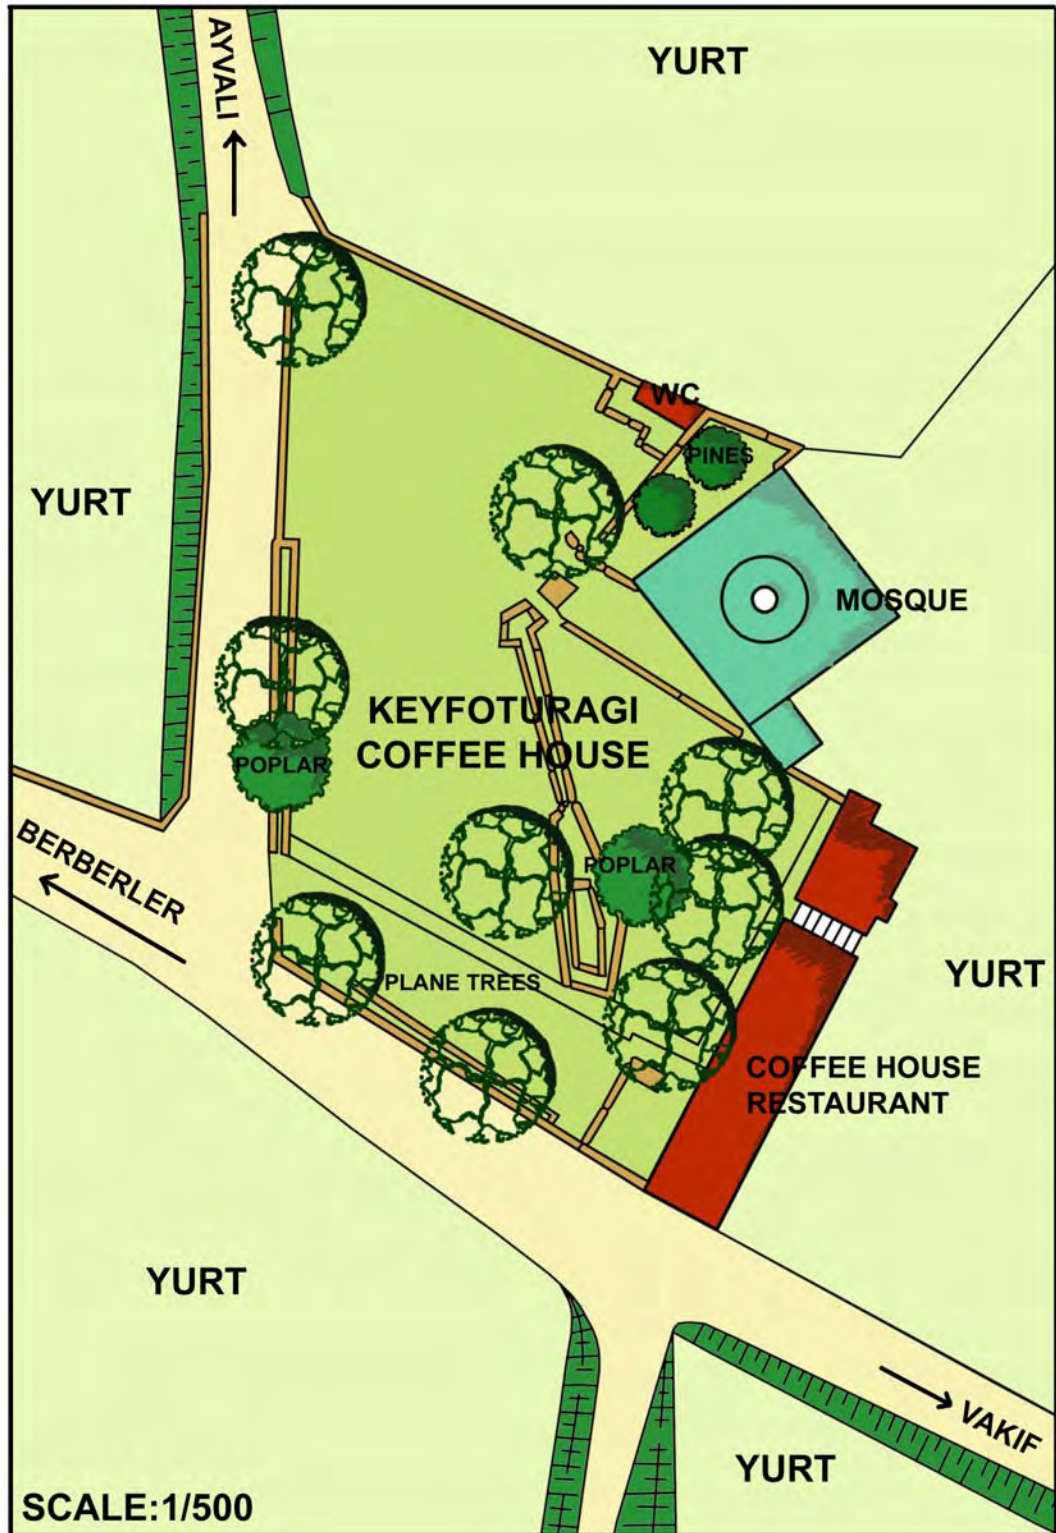 YURT
AYVALI
WC
PINES
YURT
MOSQUE
KEYFOTURAGI
COFFEE HOUSE
POPLAR
BERBERLER
POPLAR
PLANE TREES
YURT
COFFEE HOUSE
RESTAURANT
YURT
VAKIF
YURT
SCALE:1/500